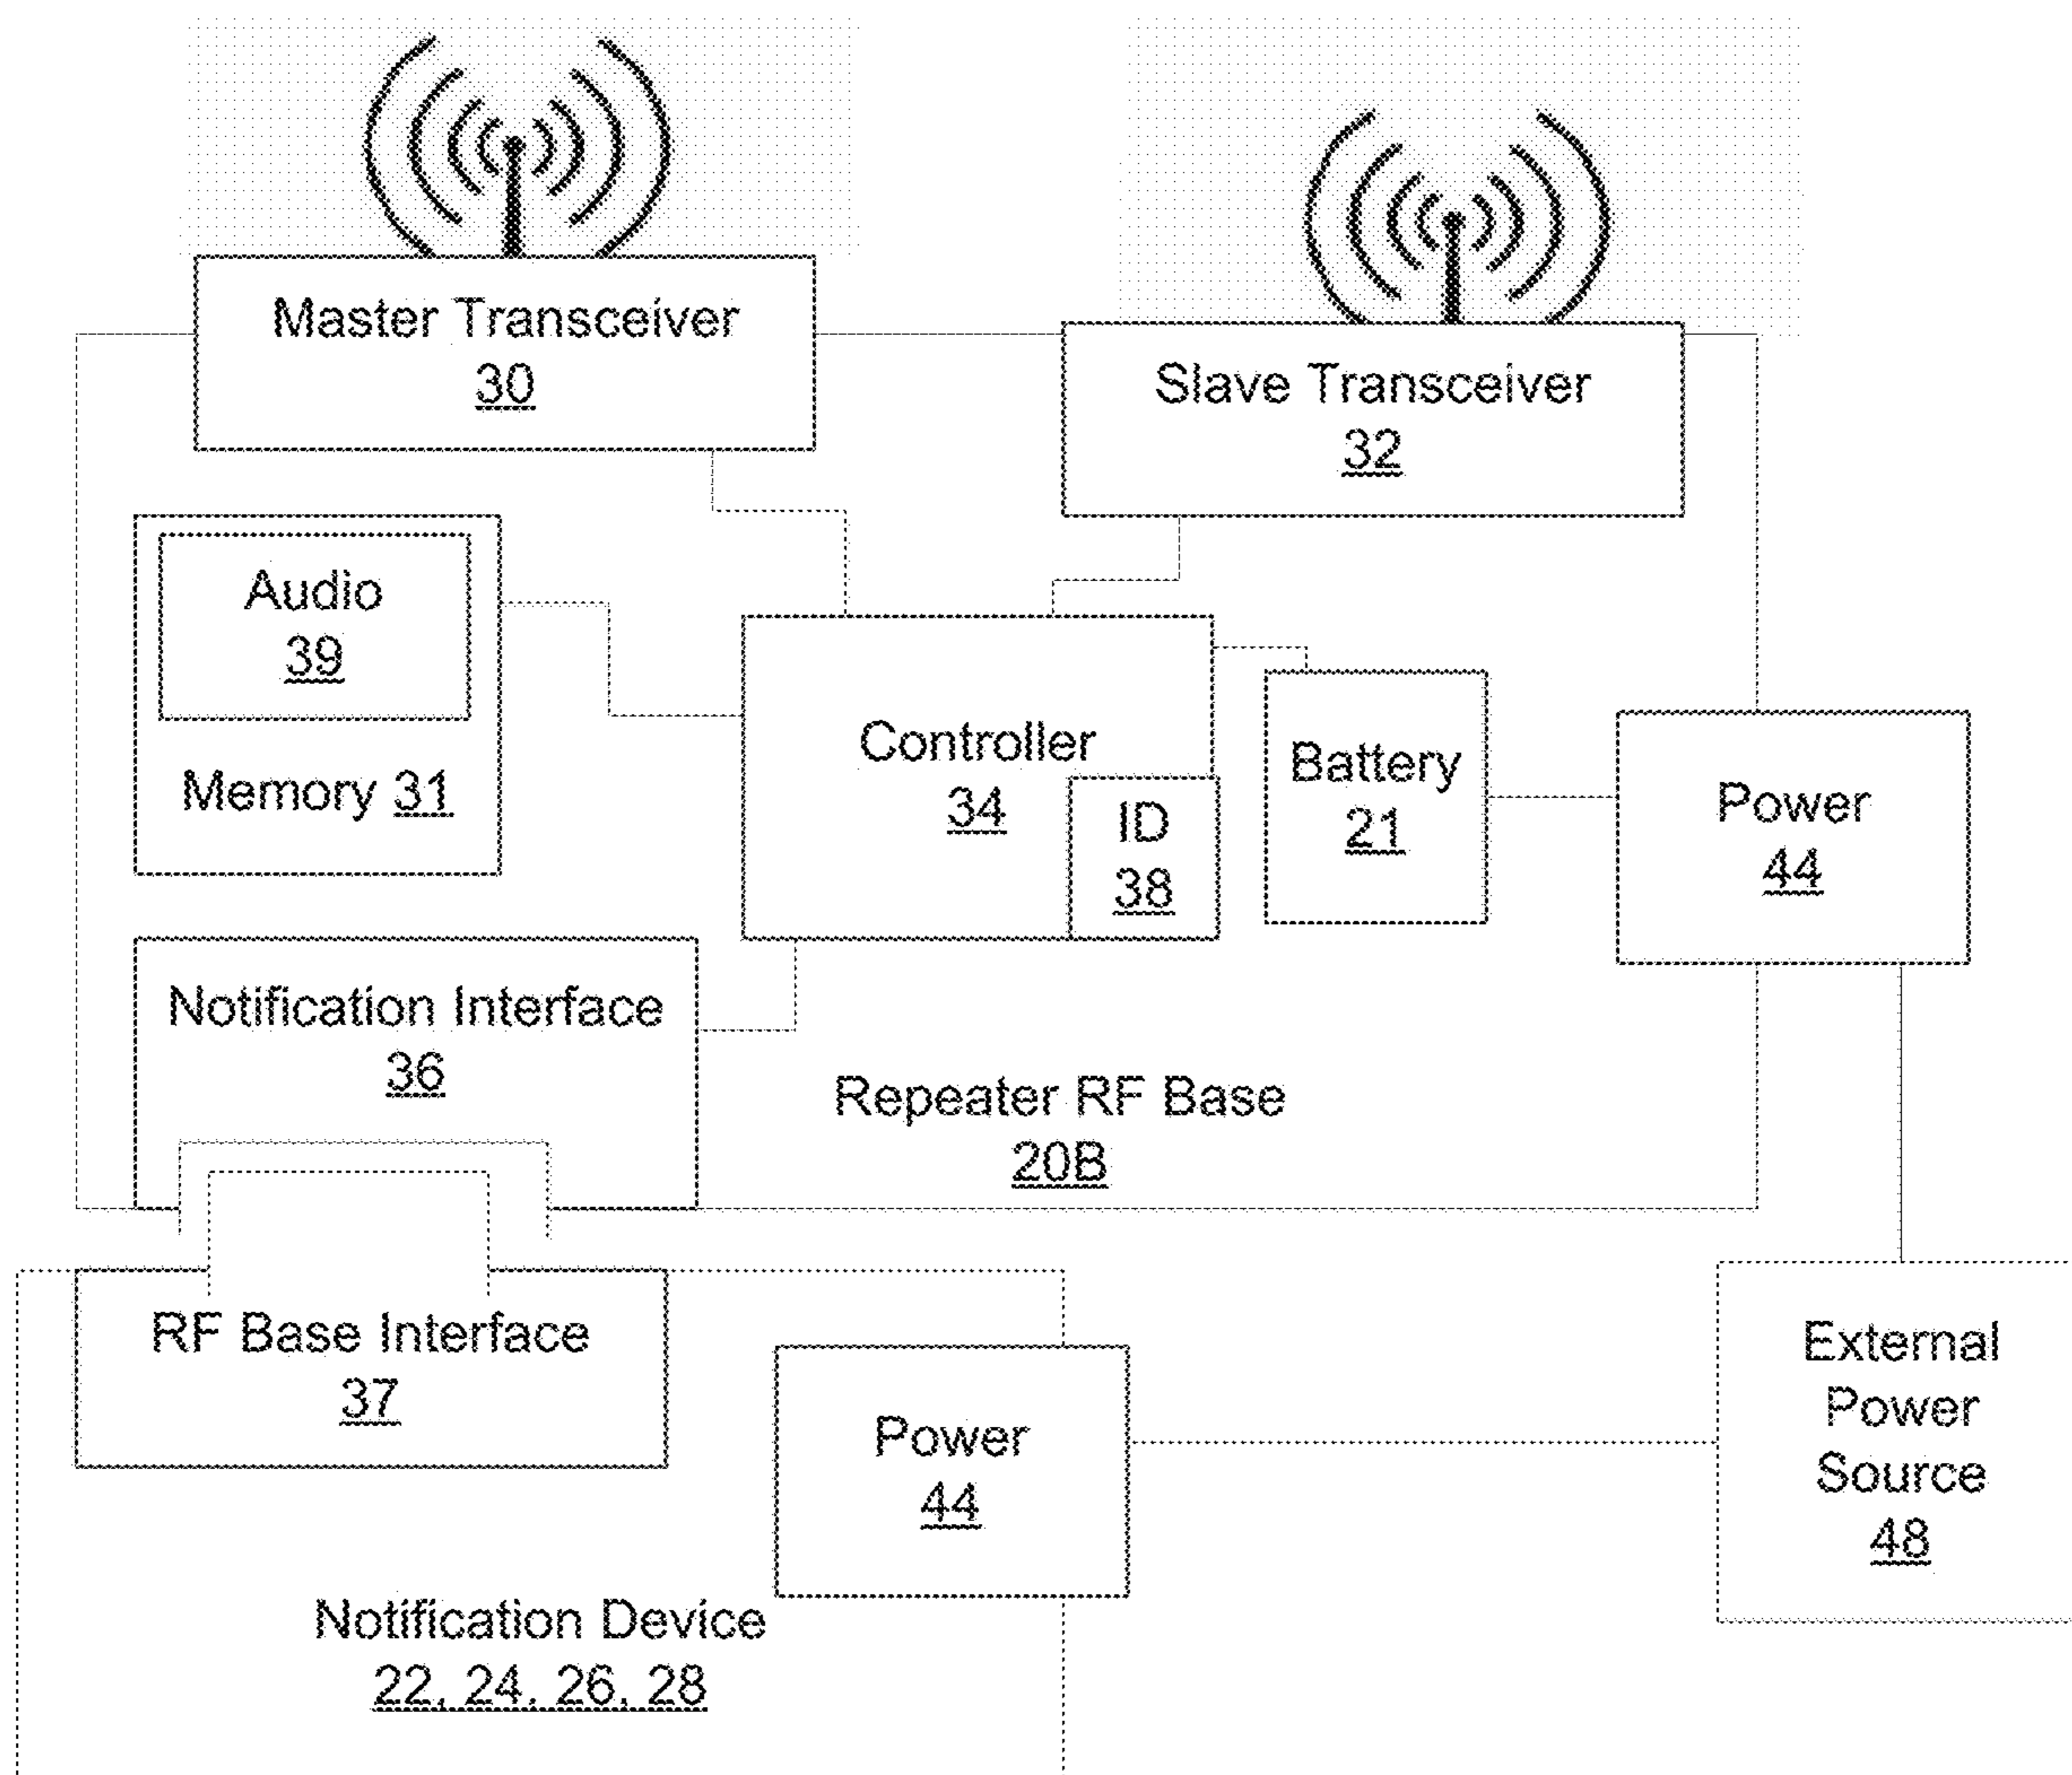 Master Transceiver
30
Slave Transceiver
32
Audio
39
Memory 31
Controller
34
ID
38
Battery
21
Power
44
Notification Interface
36
Repeater RF Base
20B
RF Base Interface
37
Power
44
External
Power
Source
48
Notification Device
22, 24, 26, 28